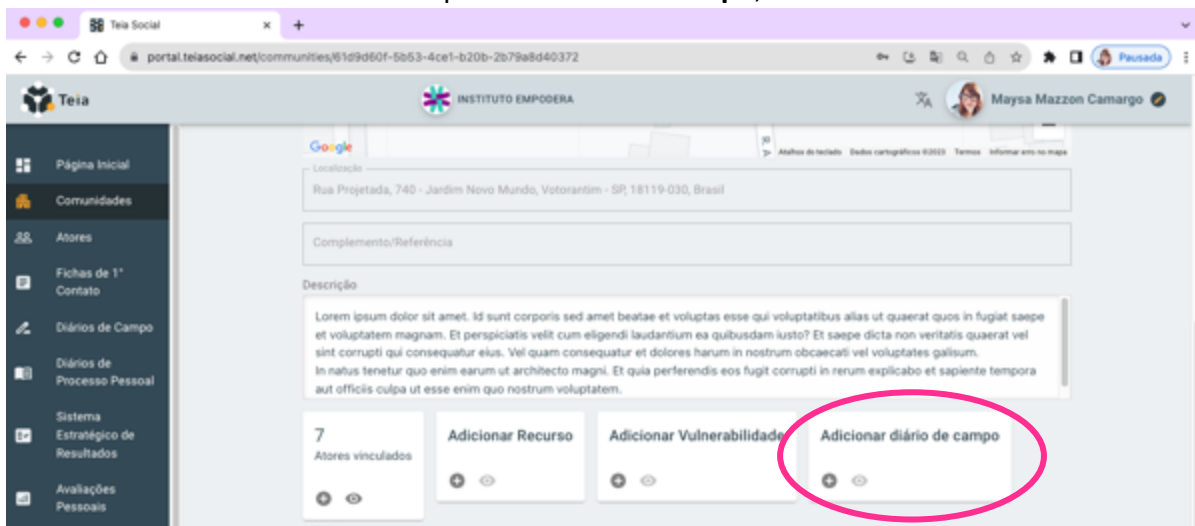 Teia Social
portal.teiasocial.net/communities/61d9d60f-5b53-4ce1-b20b-2b79a8d40372
Pausada
Teia
INSTITUTO EMPODERA
Maysa Mazzon Camargo
Página Inicial
Comunidades
Atores
Fichas de 1°
Contato
Diários de Campo
Diários de
Processo Pessoal
Sistema
Estratégico de
Resultados
Avaliações
Pessoais
Google
Atalhos do teclado Dados cartográficos ©2023 Termos Informar erro no mapa
Localização
Rua Projetada, 740 - Jardim Novo Mundo, Votorantim - SP, 18119-030, Brasil
Complemento/Referência
Descrição
Lorem ipsum dolor sit amet. Id sunt corporis sed amet beatae et voluptas esse qui voluptatibus alias ut quaerat quos in fugiat saepe
et voluptatem magnam. Et perspiciatis velit cum eligendi laudantium ea quibusdam iusto? Et saepe dicta non veritatis quaerat vel
sint corrupti qui consequatur eius. Vel quam consequatur et dolores harum in nostrum obcaecati vel voluptates galisum.
In natus tenetur quo enim earum ut architecto magni. Et quia perferendis eos fugit corrupti in rerum explicabo et sapiente tempora
aut officiis culpa ut esse enim quo nostrum voluptatem.
7
Atores vinculados
Adicionar Recurso
Adicionar Vulnerabilidade
Adicionar diário de campo